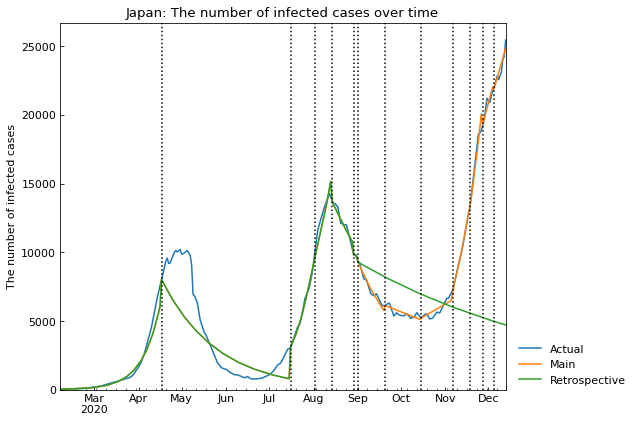 Japan: The number of infected cases over time
The number of infected cases
25000
20000
15000
10000
5000
0
Mar Apr May Jun Jul Aug Sep Oct Nov Dec
2020
Actual
Main
Retrospective